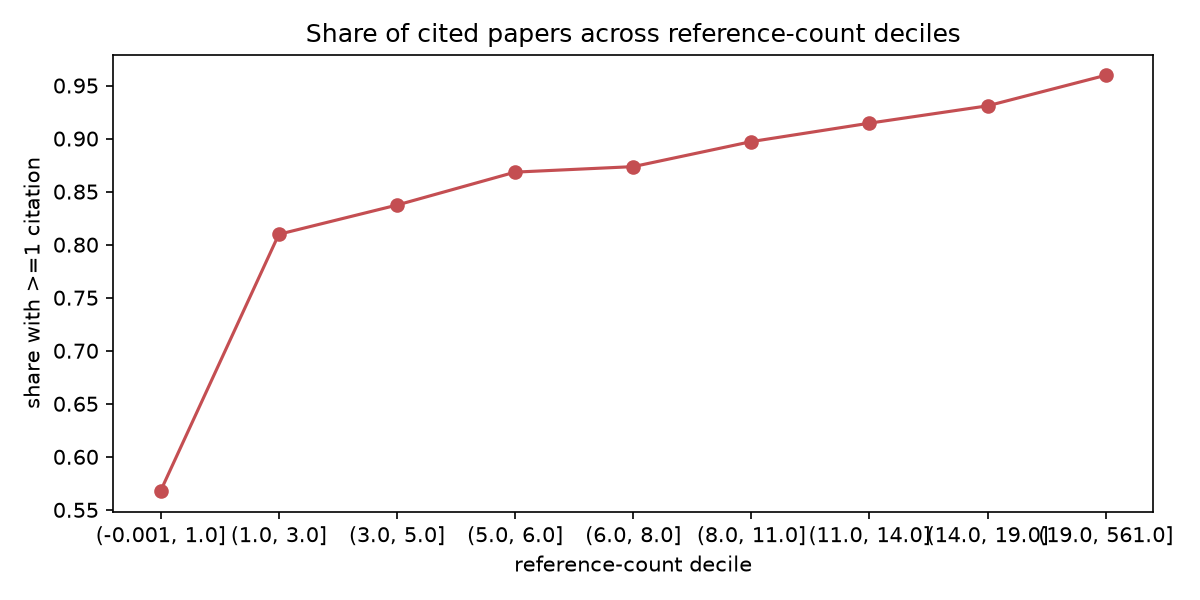 Share of cited papers across reference-count deciles
share with >=1 citation
0.95
0.90
0.85
0.80
0.75
0.70
0.65
0.60
0.55
(-0.001, 1.0] (1.0, 3.0] (3.0, 5.0] (5.0, 6.0] (6.0, 8.0] (8.0, 11.0] (11.0, 14.0] (14.0, 19.0] (19.0, 561.0]
reference-count decile